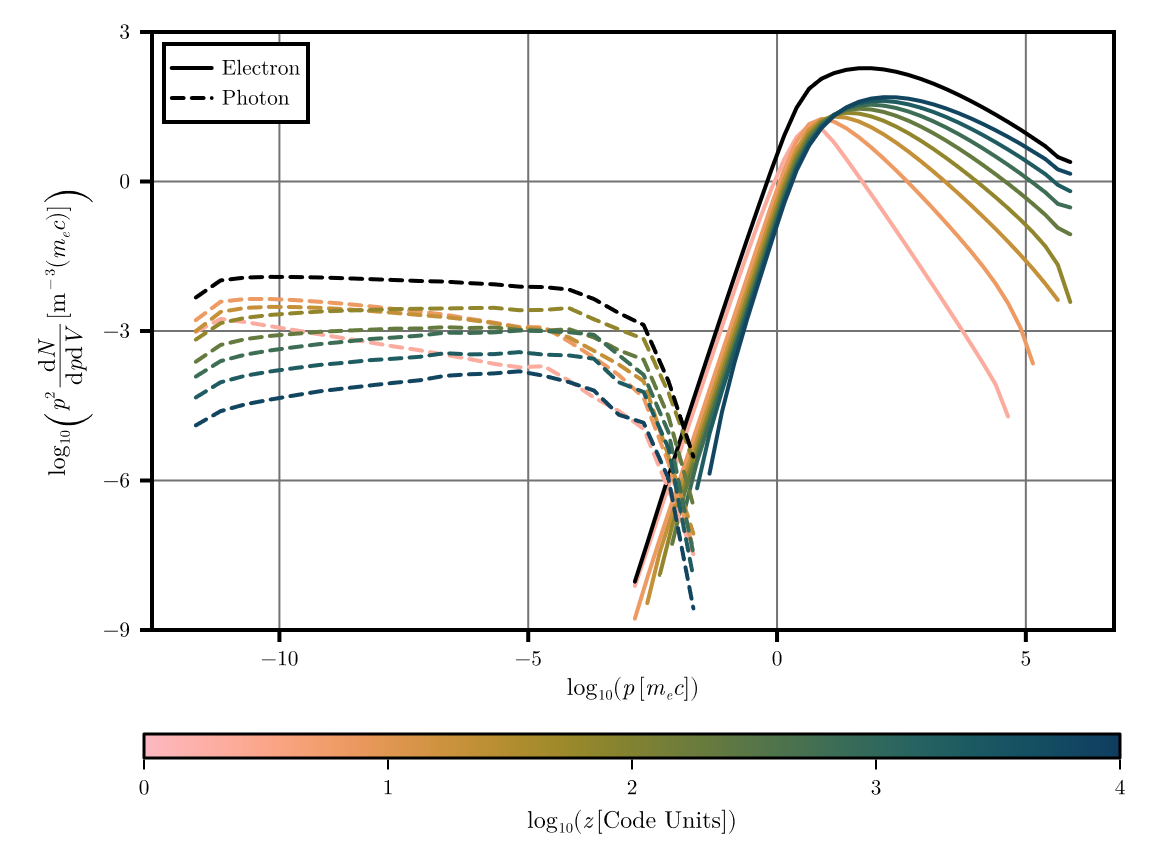 3
Electron
Photon
0
−3
−6
−9
log₁₀(p² dN/dpdV [m⁻³(mₑc)])
−10
−5
0
5
log₁₀(p [mₑc])
0
1
2
3
4
log₁₀(z[Code Units])